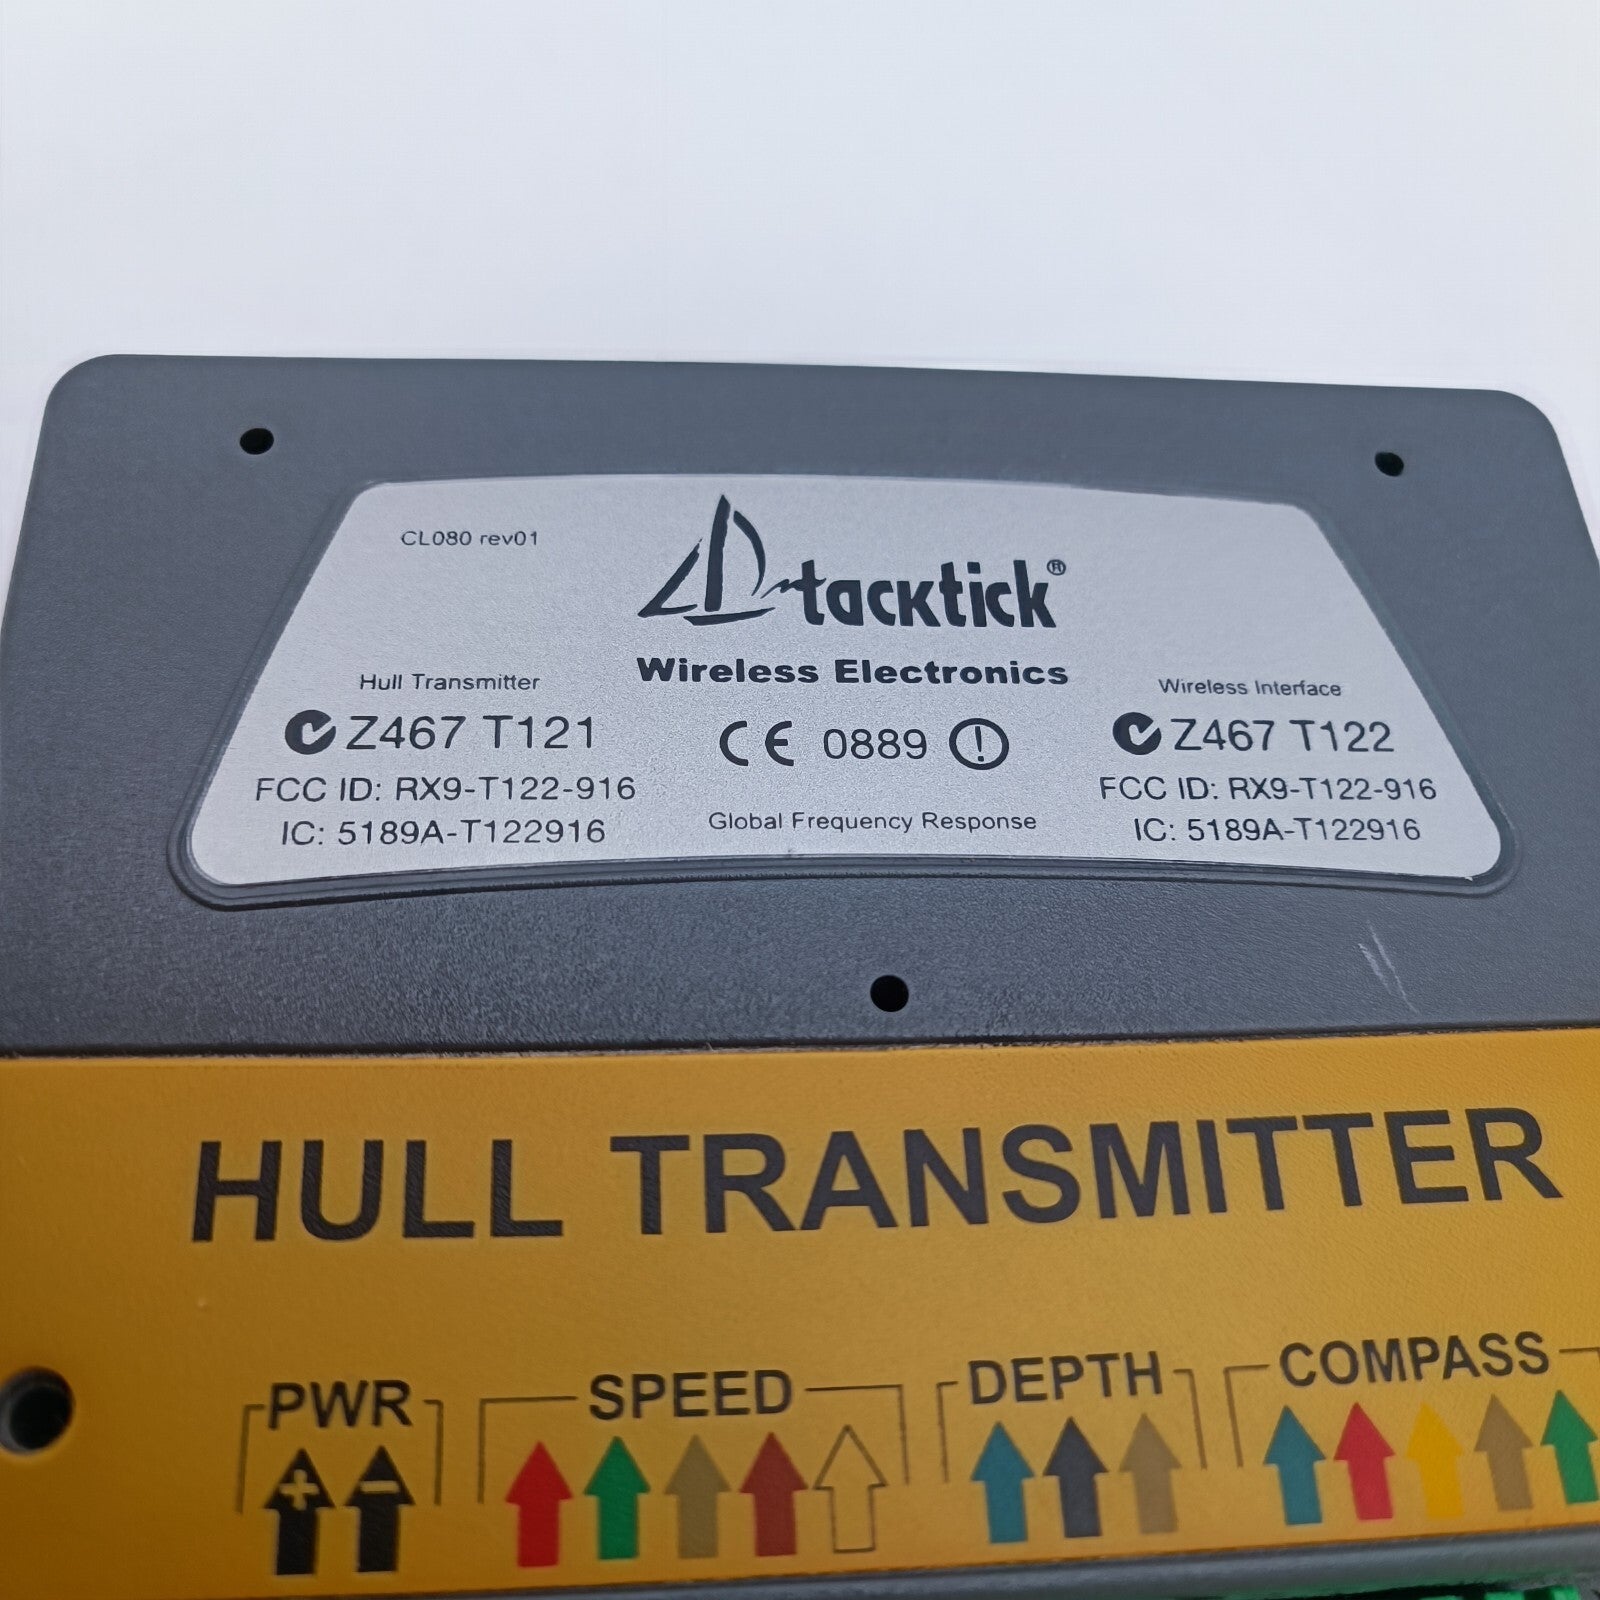 CL080 rev01
tacktick®
Wireless Electronics
Hull Transmitter
Z467 T121
FCC ID: RX9-T122-916
IC: 5189A-T122916
CE 0889
Global Frequency Response
Wireless Interface
Z467 T122
FCC ID: RX9-T122-916
IC: 5189A-T122916
HULL TRANSMITTER
PWR SPEED DEPTH COMPASS
+ -